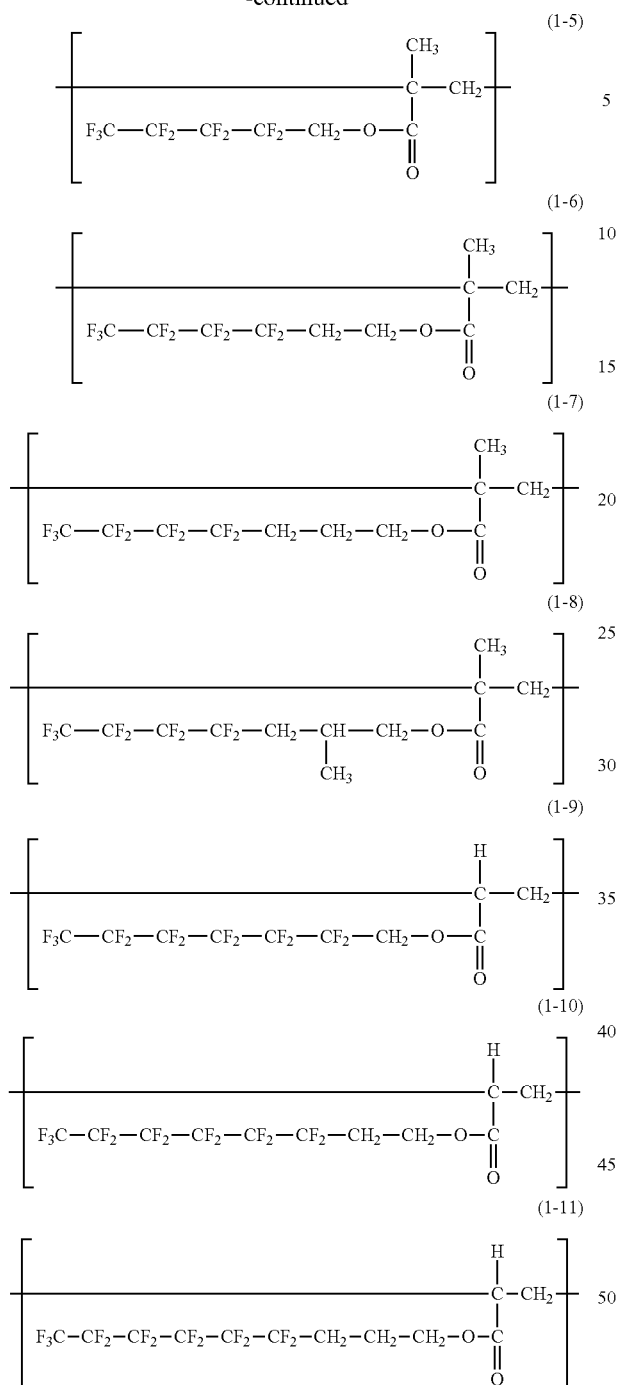 -continued
(1-5)
CH₃
C—CH₂
5
F₃C—CF₂—CF₂—CF₂—CH₂—O—C
O
(1-6)
10
CH₃
C—CH₂
F₃C—CF₂—CF₂—CF₂—CH₂—CH₂—O—C
15
O
(1-7)
CH₃
C—CH₂
20
F₃C—CF₂—CF₂—CF₂—CH₂—CH₂—CH₂—O—C
O
(1-8)
25
CH₃
C—CH₂
F₃C—CF₂—CF₂—CF₂—CH₂—CH—CH₂—O—C
30
CH₃
O
(1-9)
H
C—CH₂
35
F₃C—CF₂—CF₂—CF₂—CF₂—CF₂—CH₂—O—C
O
(1-10)
40
H
C—CH₂
F₃C—CF₂—CF₂—CF₂—CF₂—CF₂—CH₂—CH₂—O—C
45
O
(1-11)
H
C—CH₂
50
F₃C—CF₂—CF₂—CF₂—CF₂—CF₂—CH₂—CH₂—CH₂—O—C
O